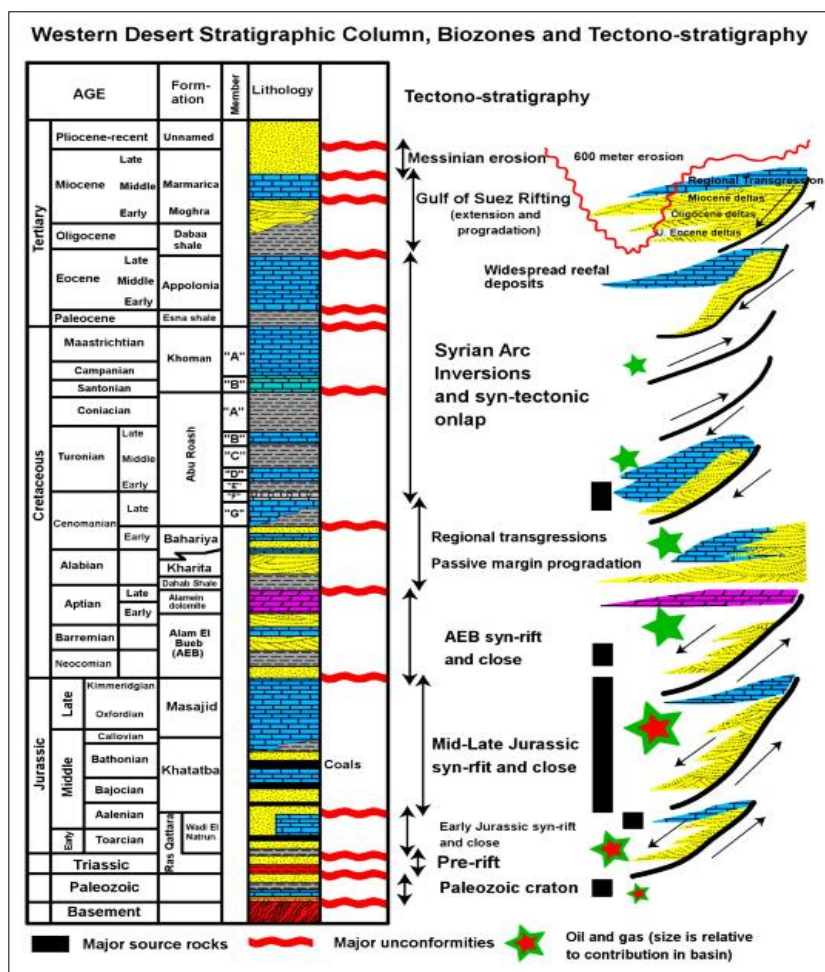 Western Desert Stratigraphic Column, Biozones and Tectono-stratigraphy
AGE
Form-
ation
Member
Lithology
Tectono-stratigraphy
Tertiary
Pliocene-recent
Unnamed
Miocene
Late
Middle
Early
Marmarica
Moghra
Oligocene
Dabaa
shale
Eocene
Late
Middle
Early
Appolonia
Paleocene
Esna shale
Cretaceous
Maastrichtian
Campanian
Santonian
Khoman
"A"
"B"
Coniacian
Turonian
Late
Middle
Early
Abu Roash
"A"
"B"
"C"
"D"
"E"
"F"
"G"
Cenomanian
Late
Early
Bahariya
Alabian
Kharita
Dahab Shale
Aptian
Late
Early
Alamein
dolomite
Barremian
Neocomian
Alam El
Bueb
(AEB)
Jurassic
Late
Kimmeridgian
Oxfordian
Masajid
Middle
Callovian
Bathonian
Bajocian
Aalenian
Khatatba
Coals
Early
Toarcian
Ras Qattara
Wadi El
Natrun
Triassic
Paleozoic
Basement
Messinian erosion
600 meter erosion
Gulf of Suez Rifting
(extension and
progradation)
Regional Transgression
Miocene deltas
Oligocene deltas
U. Eocene deltas
Widespread reefal
deposits
Syrian Arc
Inversions
and syn-tectonic
onlap
Regional transgressions
Passive margin progradation
AEB syn-rift
and close
Mid-Late Jurassic
syn-rfit and close
Early Jurassic syn-rift
and close
Pre-rift
Paleozoic craton
Major source rocks
Major unconformities
Oil and gas (size is relative
to contribution in basin)